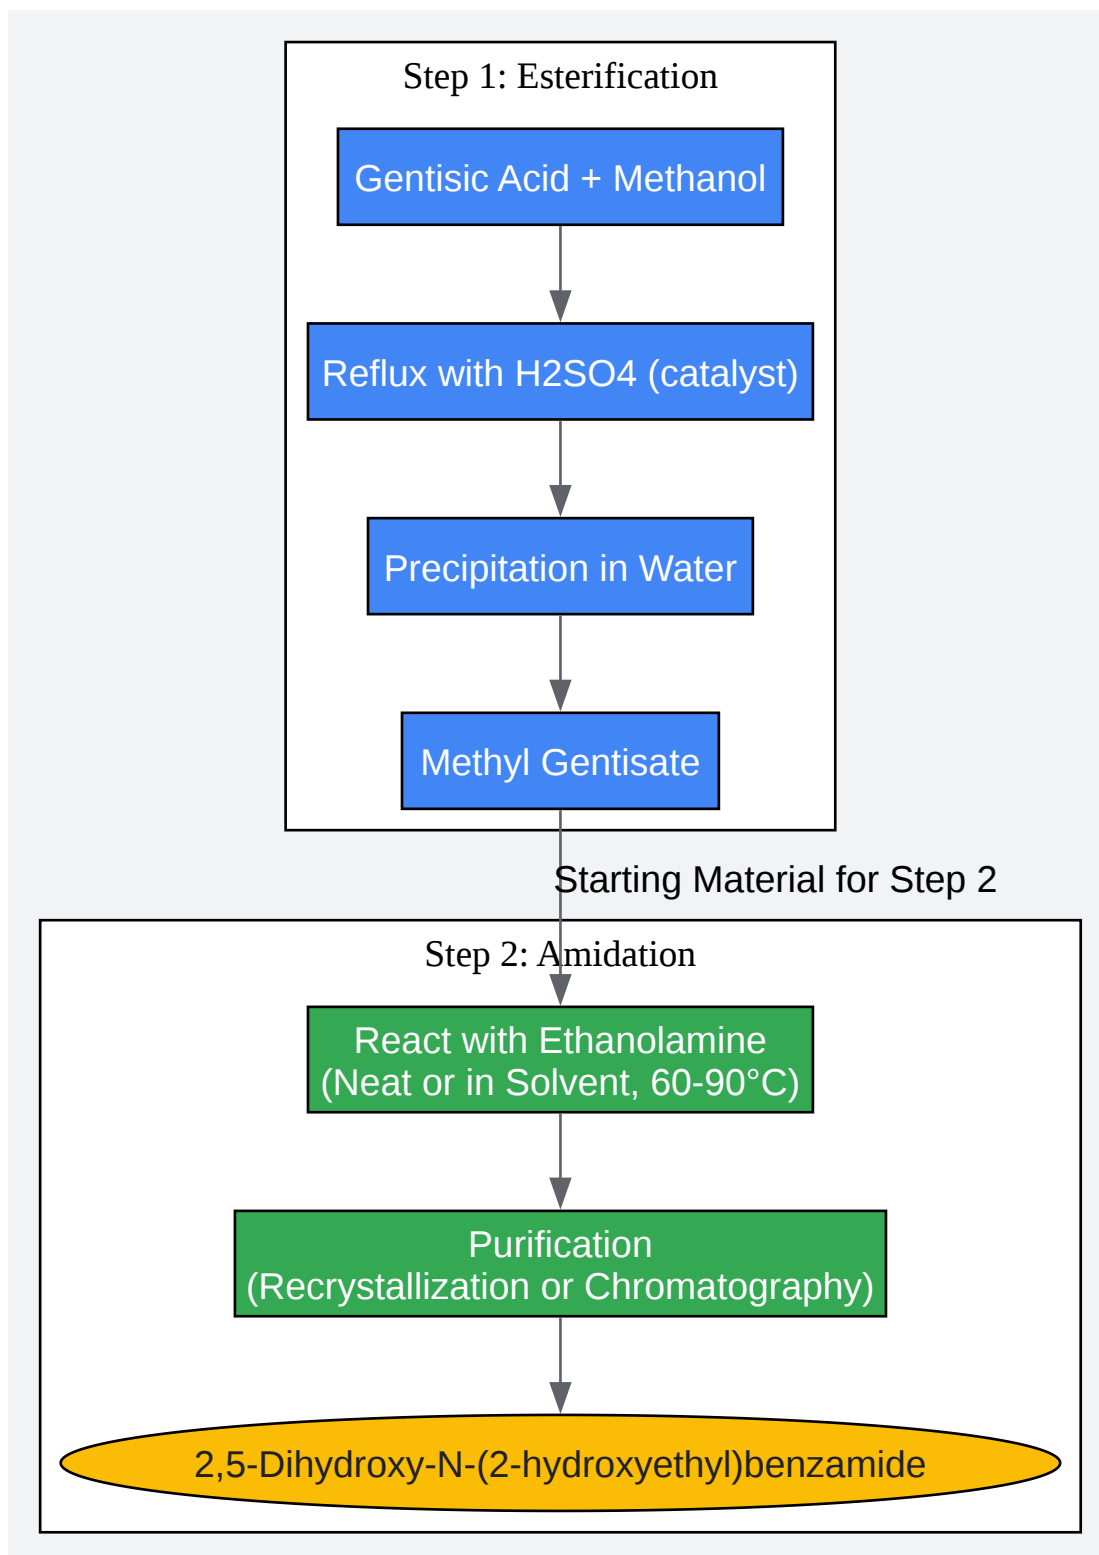 Step 1: Esterification
Gentisic Acid + Methanol
Reflux with H2SO4 (catalyst)
Precipitation in Water
Methyl Gentisate
Starting Material for Step 2
Step 2: Amidation
React with Ethanolamine
(Neat or in Solvent, 60-90°C)
Purification
(Recrystallization or Chromatography)
2,5-Dihydroxy-N-(2-hydroxyethyl)benzamide